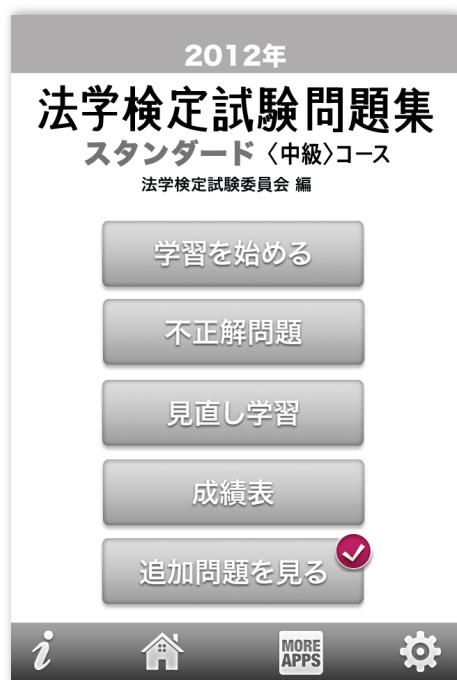 2012年
法学検定試験問題集
スタンダード〈中級〉コース
法学検定試験委員会 編
学習を始める
不正解問題
見直し学習
成績表
追加問題を見る
i
MORE
APPS